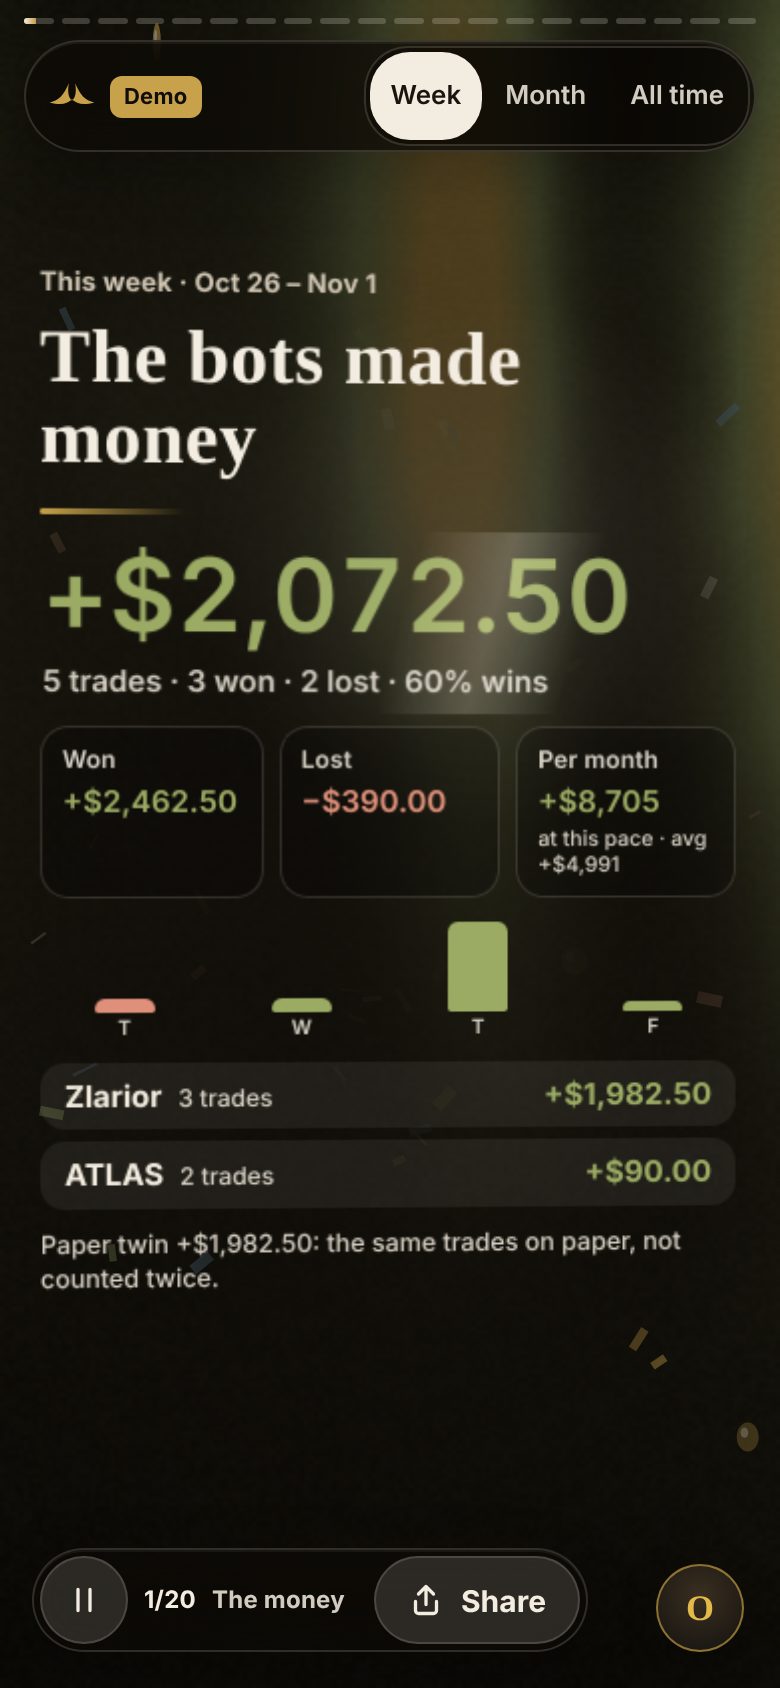 Demo
Week Month All time
This week · Oct 26 – Nov 1
The bots made
money
+$2,072.50
5 trades · 3 won · 2 lost · 60% wins
Won
+$2,462.50
Lost
−$390.00
Per month
+$8,705
at this pace · avg
+$4,991
T W T F
Zlarior 3 trades +$1,982.50
ATLAS 2 trades +$90.00
Paper twin +$1,982.50: the same trades on paper, not
counted twice.
1/20 The money Share
O